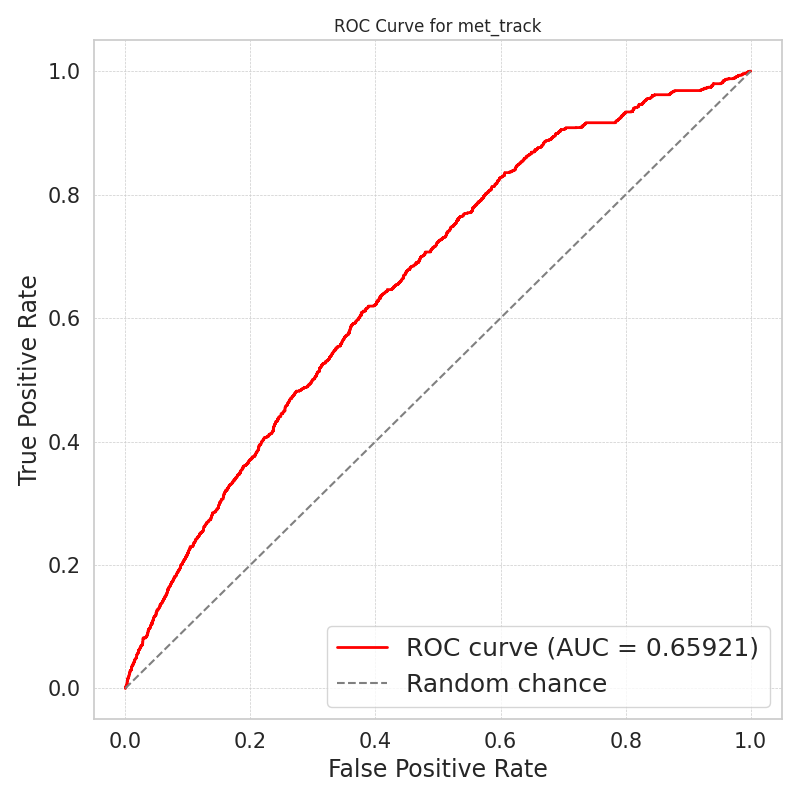 ROC Curve for met_track
True Positive Rate
1.0
0.8
0.6
0.4
0.2
0.0
ROC curve (AUC = 0.65921)
Random chance
0.0 0.2 0.4 0.6 0.8 1.0
False Positive Rate